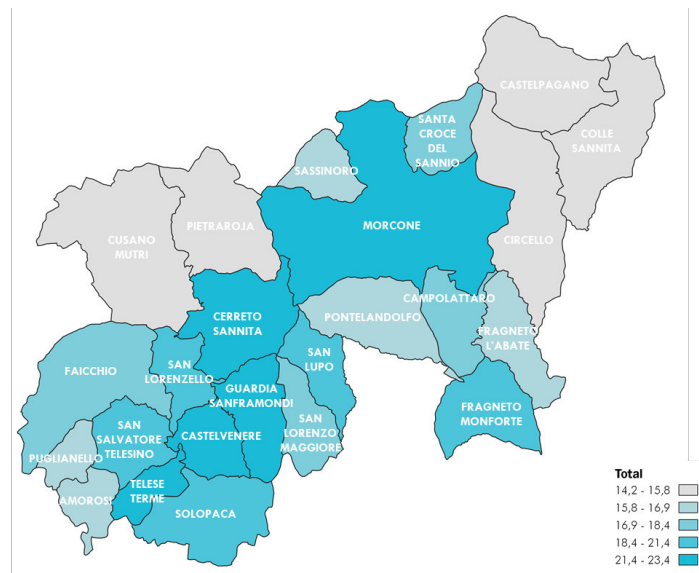 CASTELPAGANO
COLLE
SANNITA
SANTA
CROCE
DEL
SANNIO
SASSINORO
MORCONE
CIRCELLO
PIETRAROJA
CUSANO
MUTRI
CERRETO
SANNITA
PONTELANDOLFO
CAMPOLATTARO
FRAGNETO
L'ABATE
FAICCHIO
SAN
LORENZELLO
SAN
LUPO
GUARDIA
SANFRAMONDI
SAN
SALVATORE
TELESINO
CASTELVENERE
SAN
LORENZO
MAGGIORE
FRAGNETO
MONFORTE
PUGLIANELLO
AMOROSI
TELESE
TERME
SOLOPACA
Total
14,2 - 15,8
15,8 - 16,9
16,9 - 18,4
18,4 - 21,4
21,4 - 23,4